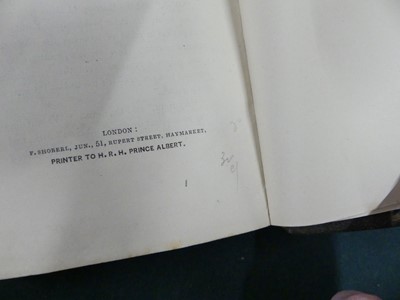 LONDON:
F. SHOBERL, JUN., 51, RUPERT STREET, HAYMARKET,
PRINTER TO H. R. H. PRINCE ALBERT.